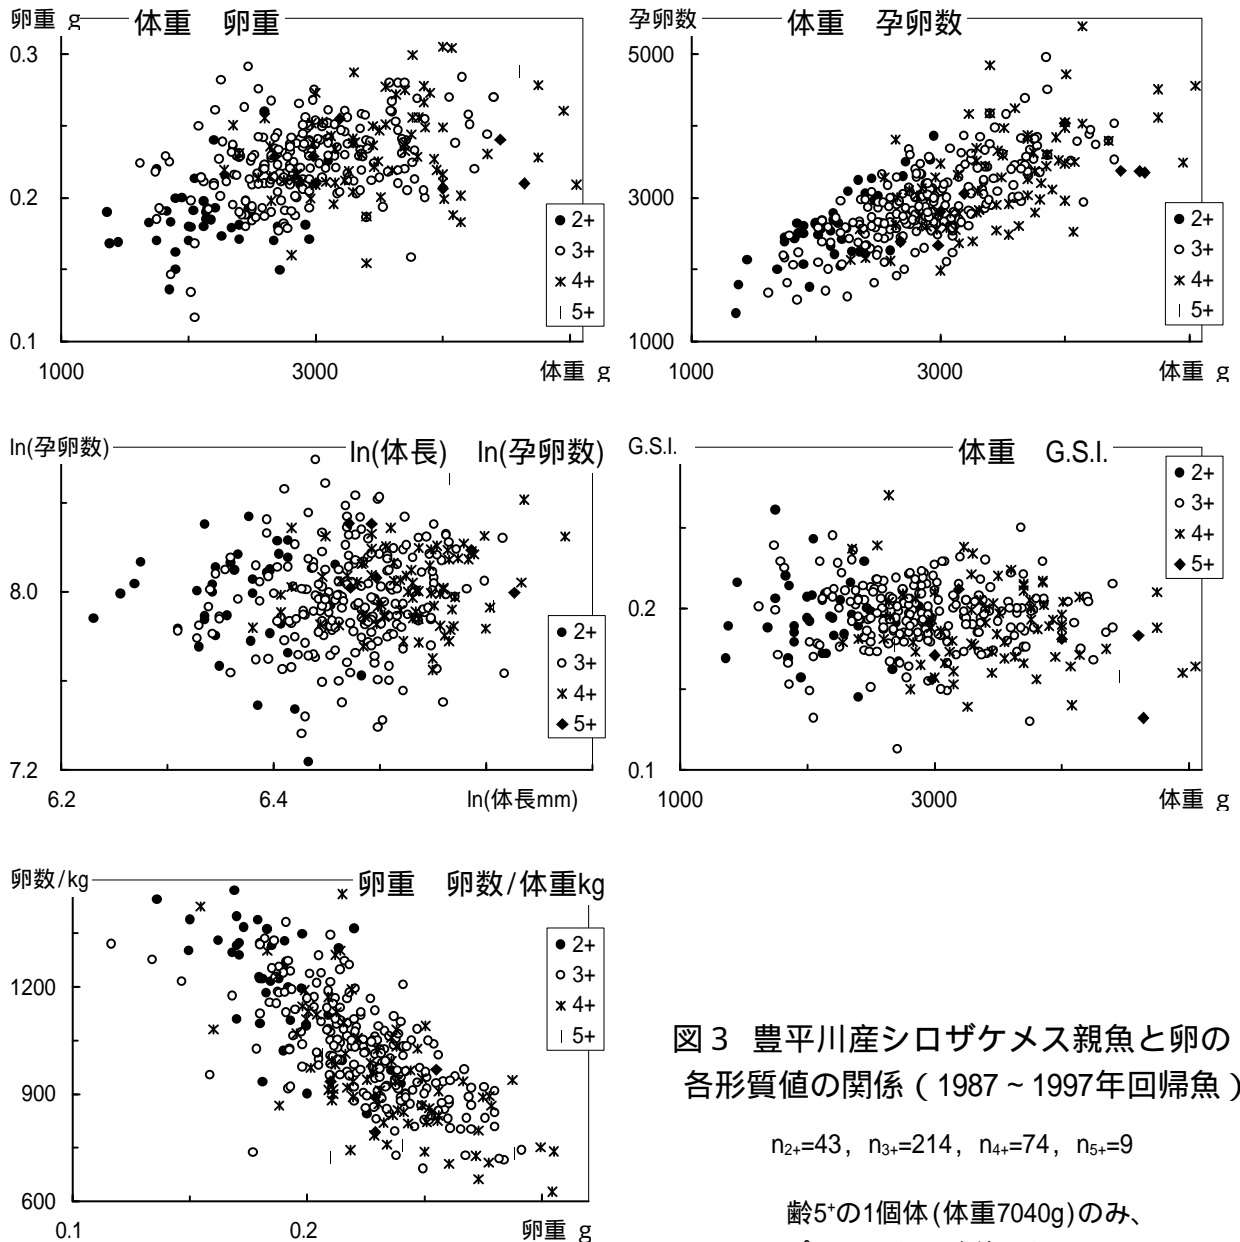 卵重 g
体重　卵重
0.3
0.2
0.1
1000
3000
体重 g
2+
3+
4+
5+
孕卵数
体重　孕卵数
5000
3000
1000
1000
3000
体重 g
2+
3+
4+
5+
ln(孕卵数)
ln(体長)　ln(孕卵数)
8.0
7.2
6.2
6.4
ln(体長mm)
2+
3+
4+
5+
G.S.I.
体重　G.S.I.
0.2
0.1
1000
3000
体重 g
2+
3+
4+
5+
卵数/kg
卵重　卵数/体重kg
1200
900
600
0.1
0.2
卵重 g
2+
3+
4+
5+
図３ 豊平川産シロザケメス親魚と卵の
各形質値の関係（1987～1997年回帰魚）
n2+=43, n3+=214, n4+=74, n5+=9
齢5+の1個体(体重7040g)のみ、